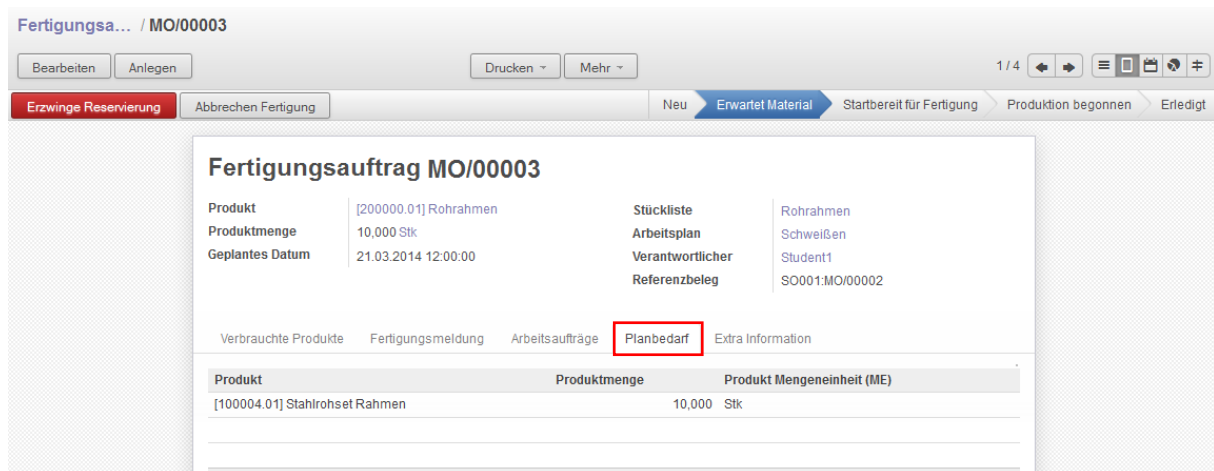 Fertigungsa... / MO/00003
Bearbeiten Anlegen Drucken Mehr 1 / 4
Erzwinge Reservierung Abbrechen Fertigung Neu Erwartet Material Startbereit für Fertigung Produktion begonnen Erledigt
Fertigungsauftrag MO/00003
Produkt [200000.01] Rohrahmen Stückliste Rohrahmen
Produktmenge 10,000 Stk Arbeitsplan Schweißen
Geplantes Datum 21.03.2014 12:00:00 Verantwortlicher Student1
Referenzbeleg SO001:MO/00002
Verbrauchte Produkte Fertigungsmeldung Arbeitsaufträge Planbedarf Extra Information
Produkt Produktmenge Produkt Mengeneinheit (ME)
[100004.01] Stahlrohset Rahmen 10,000 Stk